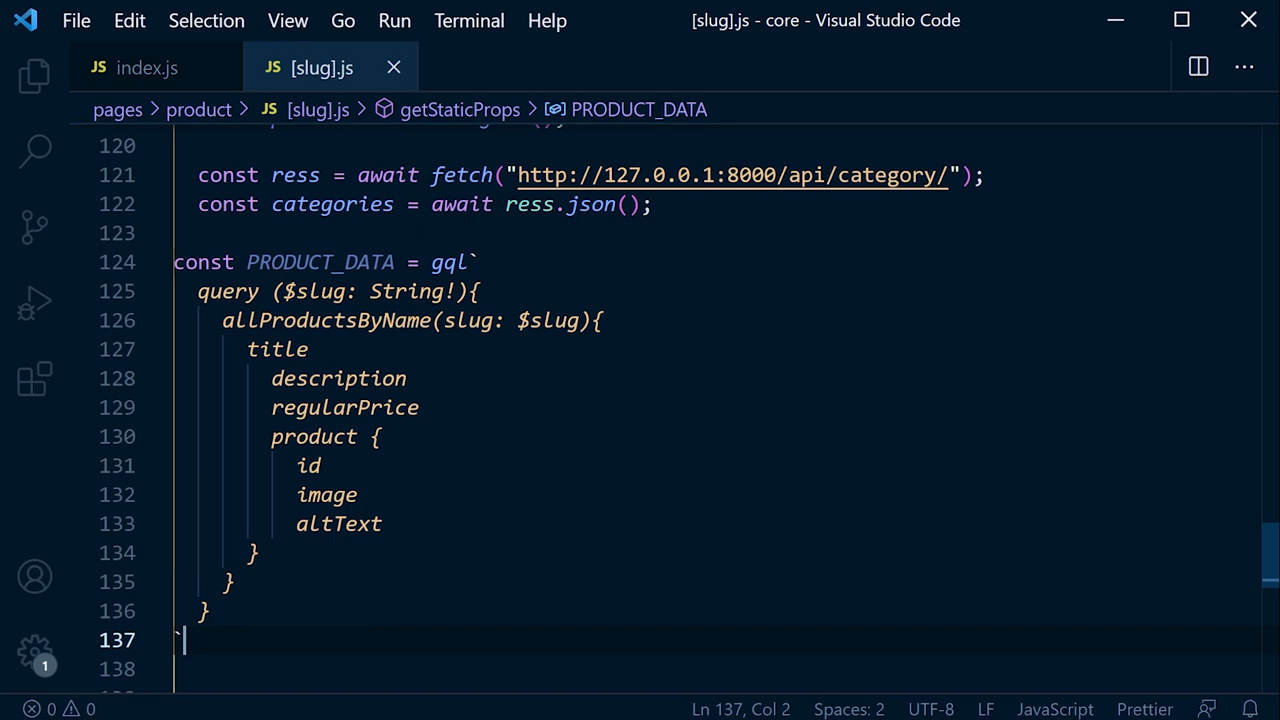 File Edit Selection View Go Run Terminal Help [slug].js - core - Visual Studio Code
JS index.js JS [slug].js
pages > product > JS [slug].js > getStaticProps > PRODUCT_DATA
120
121 const ress = await fetch("http://127.0.0.1:8000/api/category/");
122 const categories = await ress.json();
123
124 const PRODUCT_DATA = gql`
125 query ($slug: String!){
126 allProductsByName(slug: $slug){
127 title
128 description
129 regularPrice
130 product {
131 id
132 image
133 altText
134 }
135 }
136 }
137 `
138
1
0 0 Ln 137, Col 2 Spaces: 2 UTF-8 LF JavaScript Prettier